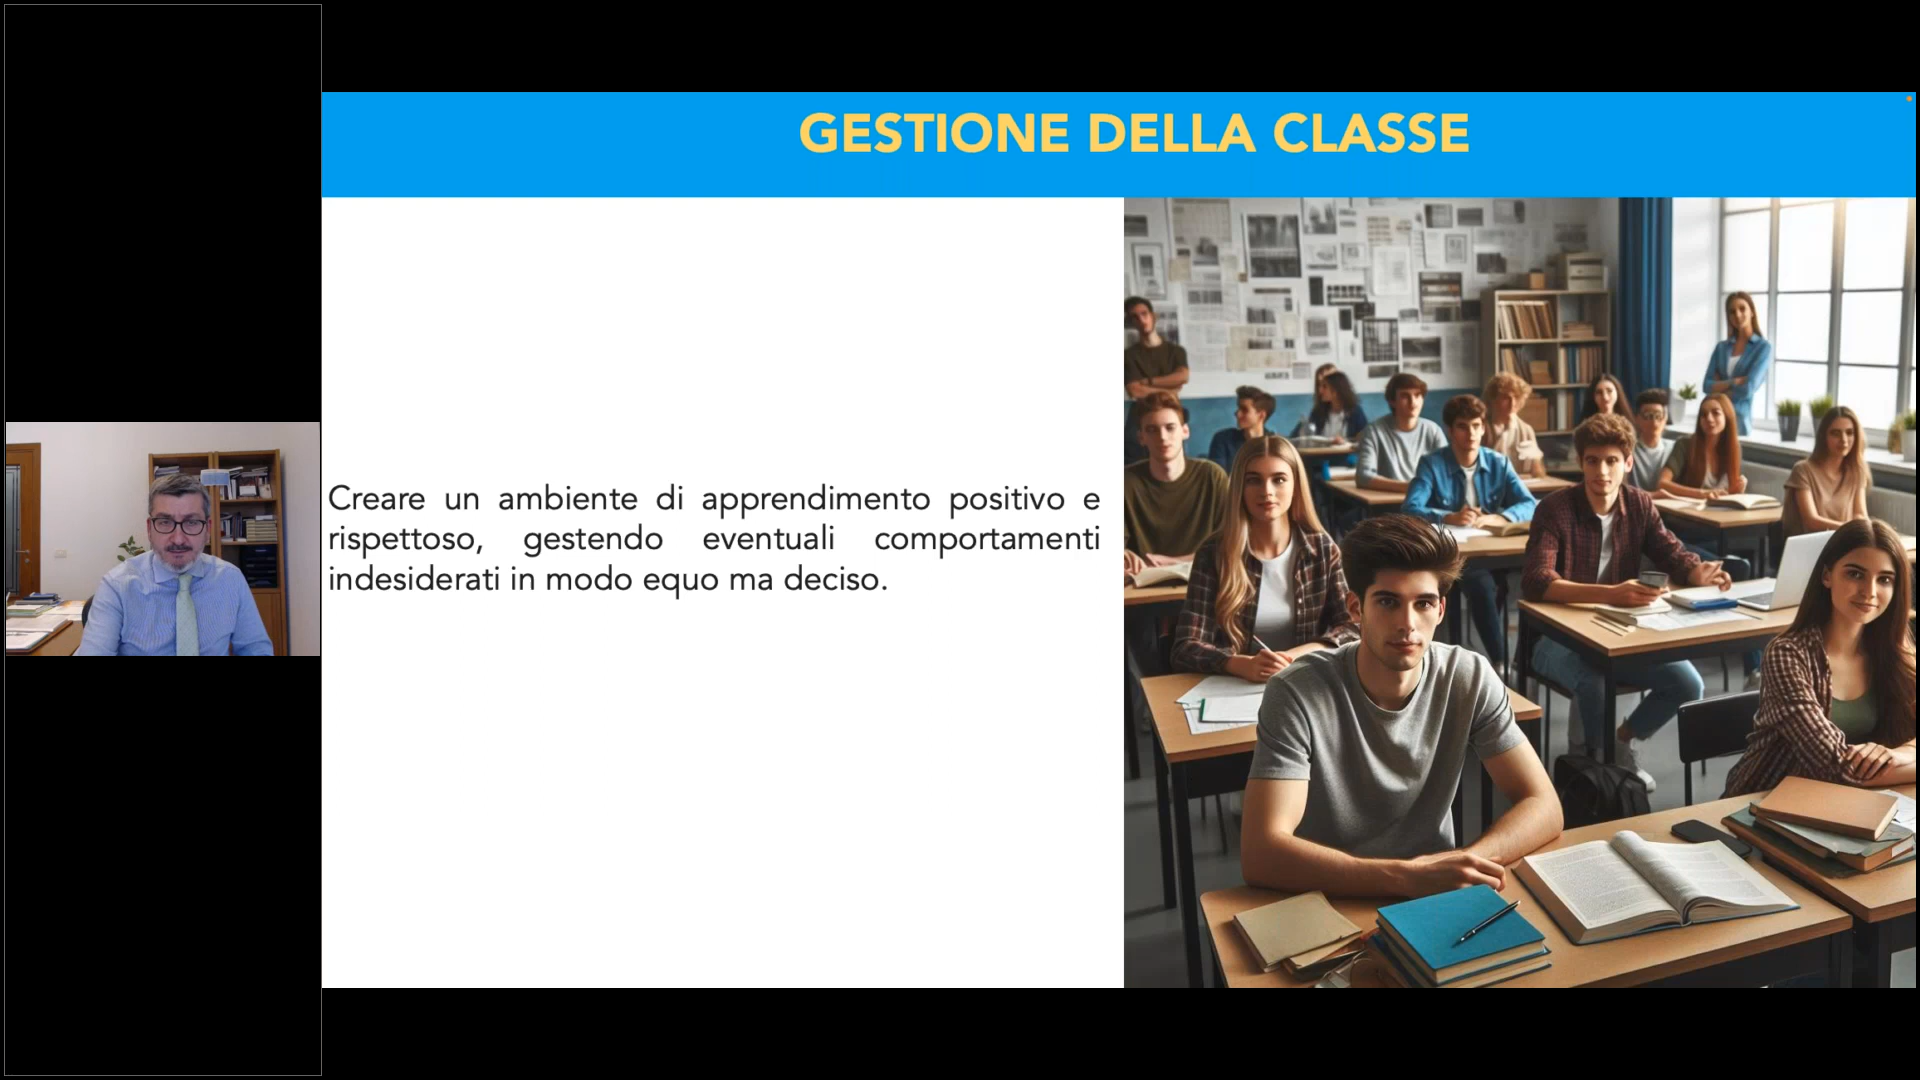 GESTIONE DELLA CLASSE
Creare un ambiente di apprendimento positivo e
rispettoso, gestendo eventuali comportamenti
indesiderati in modo equo ma deciso.